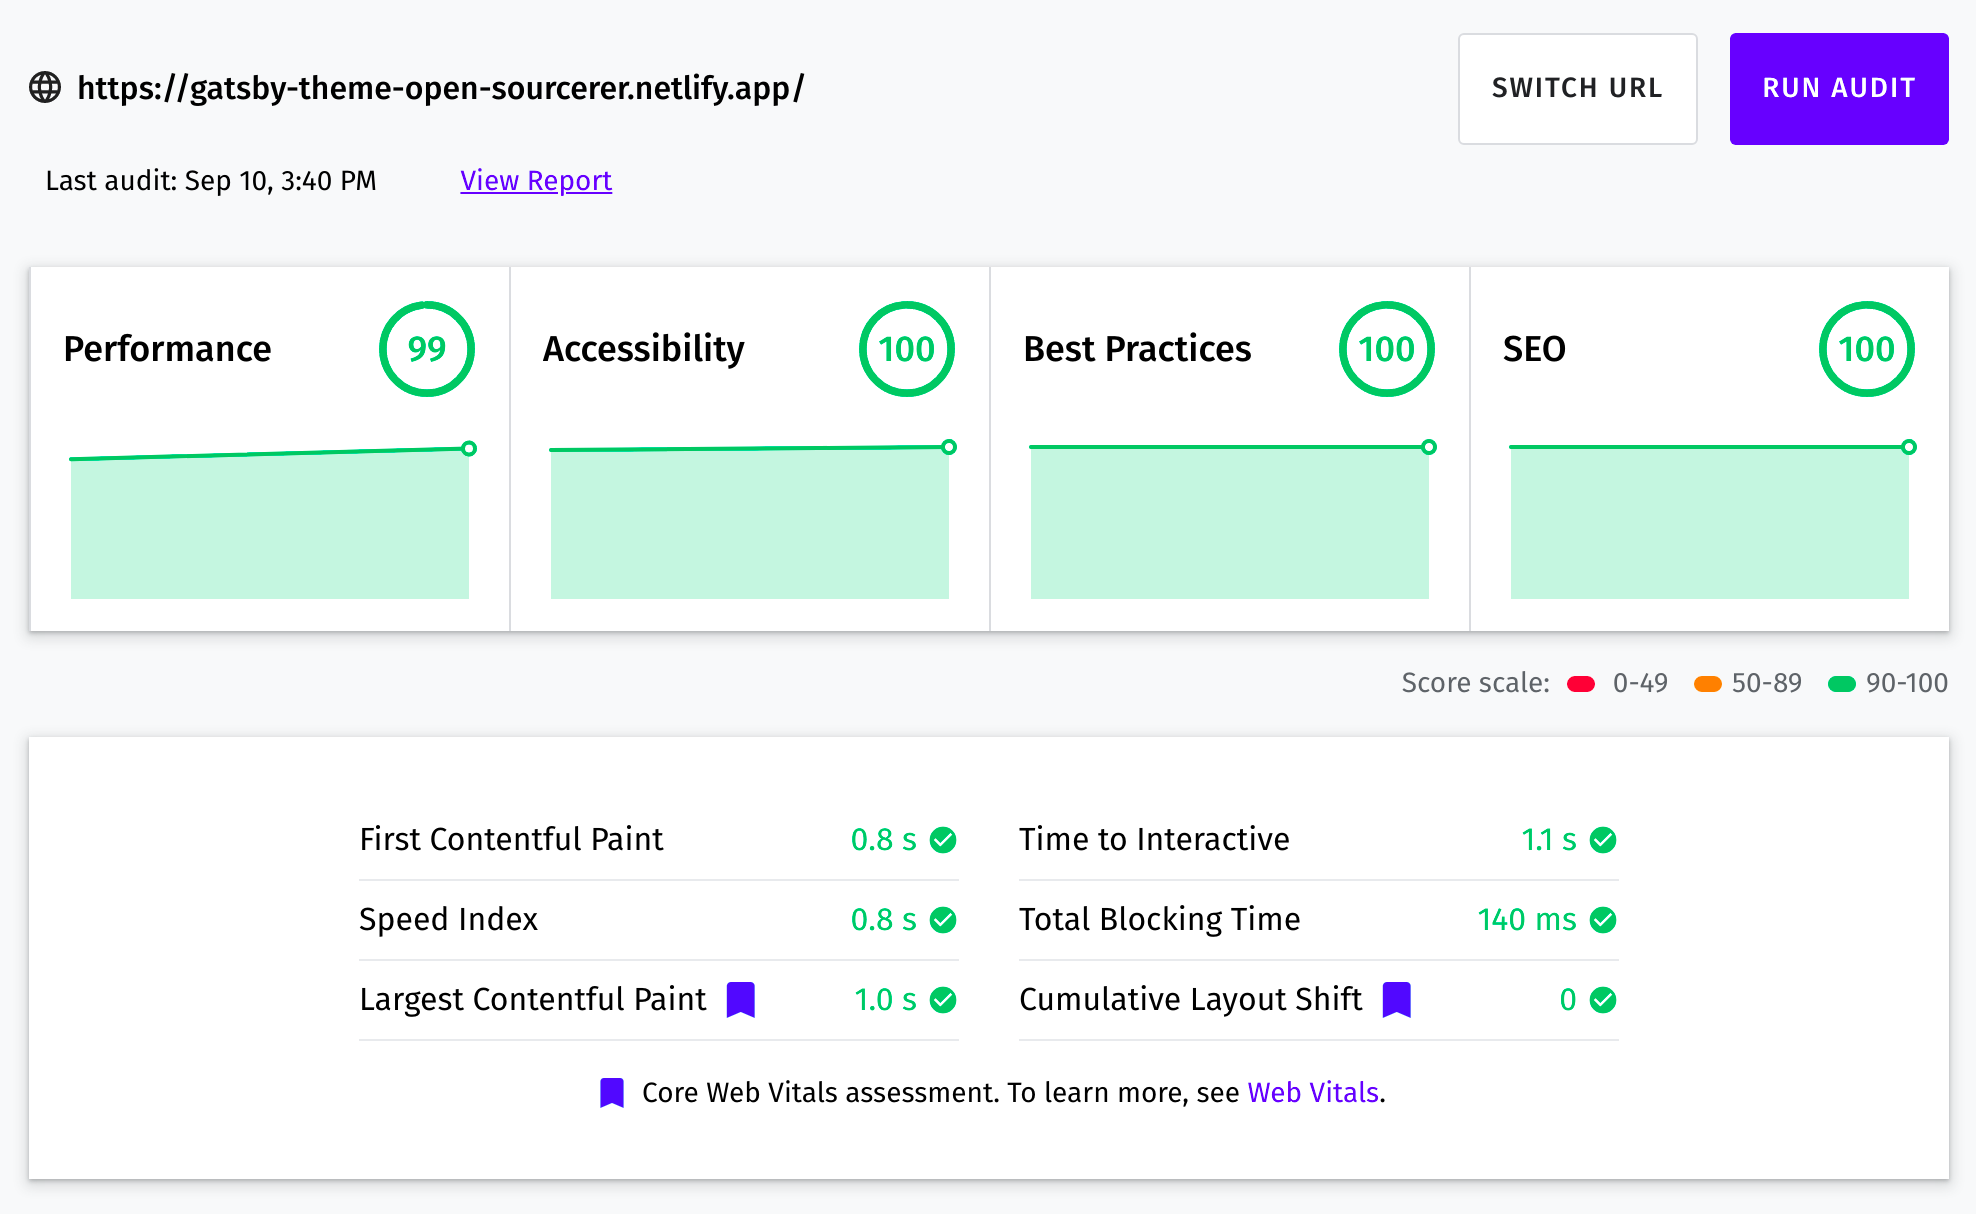 https://gatsby-theme-open-sourcerer.netlify.app/
SWITCH URL
RUN AUDIT
Last audit: Sep 10, 3:40 PM
View Report
Performance
99
Accessibility
100
Best Practices
100
SEO
100
Score scale: 0-49 50-89 90-100
First Contentful Paint 0.8 s
Time to Interactive 1.1 s
Speed Index 0.8 s
Total Blocking Time 140 ms
Largest Contentful Paint 1.0 s
Cumulative Layout Shift 0
Core Web Vitals assessment. To learn more, see Web Vitals.